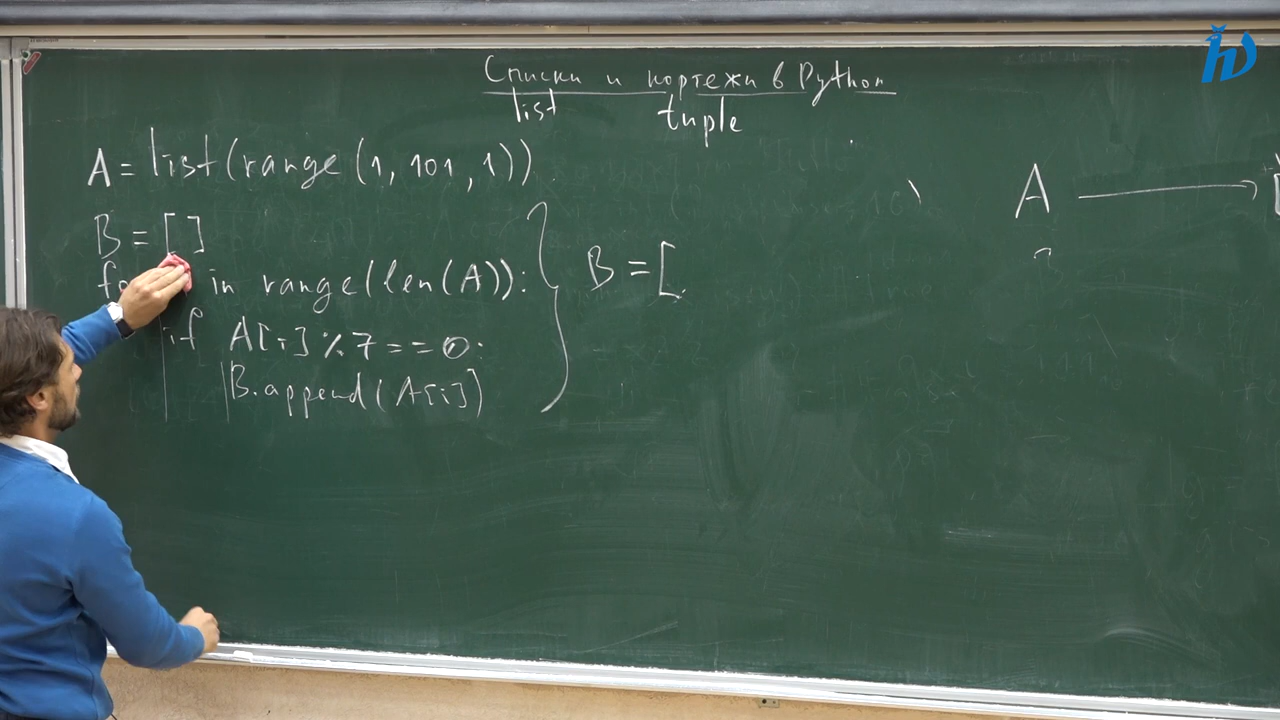 Списки и кортежи в Python
list tuple
A = list(range(1, 101, 1))
B = []
in range(len(A)):
if A[i] % 7 == 0:
B.append(A[i])
B = [
A